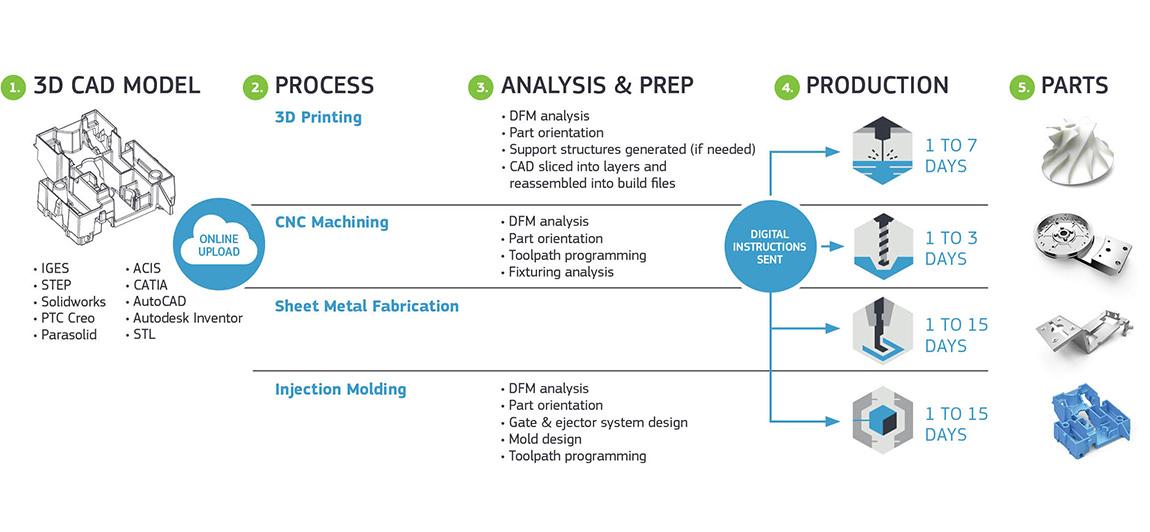 1. 3D CAD MODEL
• IGES
• STEP
• Solidworks
• PTC Creo
• Parasolid
• ACIS
• CATIA
• AutoCAD
• Autodesk Inventor
• STL
ONLINE
UPLOAD
2. PROCESS
3. ANALYSIS & PREP
4. PRODUCTION
5. PARTS
3D Printing
• DFM analysis
• Part orientation
• Support structures generated (if needed)
• CAD sliced into layers and
reassembled into build files
1 TO 7
DAYS
CNC Machining
• DFM analysis
• Part orientation
• Toolpath programming
• Fixturing analysis
DIGITAL
INSTRUCTIONS
SENT
1 TO 3
DAYS
Sheet Metal Fabrication
1 TO 15
DAYS
Injection Molding
• DFM analysis
• Part orientation
• Gate & ejector system design
• Mold design
• Toolpath programming
1 TO 15
DAYS